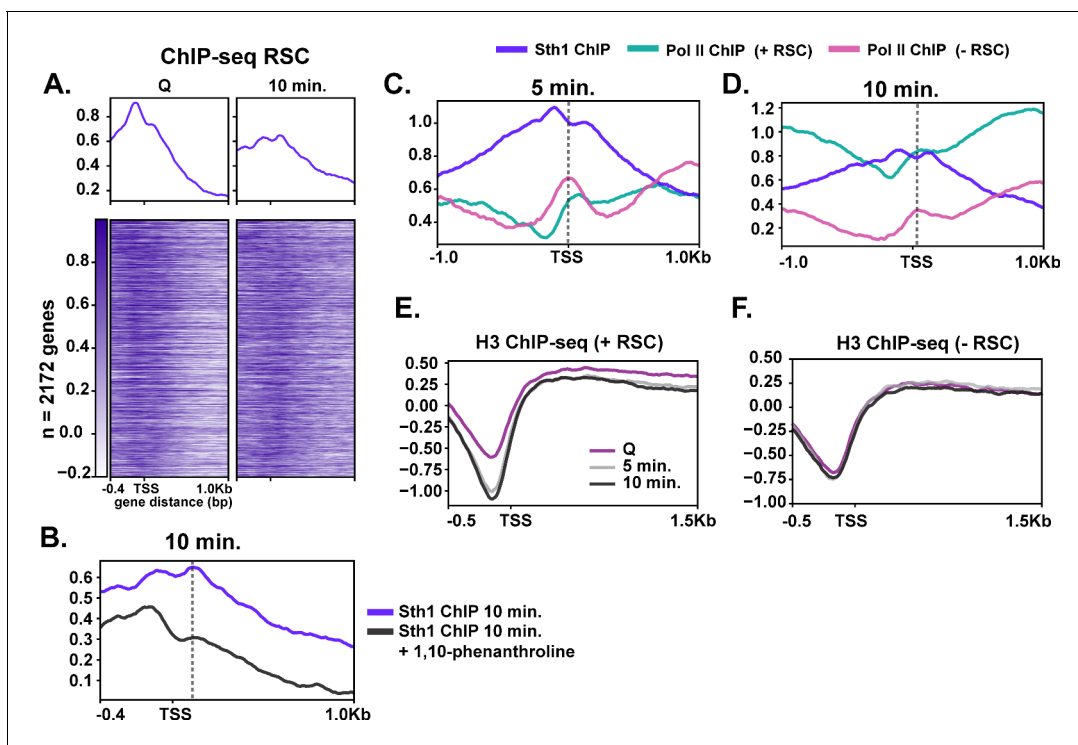 ChIP-seq RSC
A.
Q
10 min.
0.8
0.6
0.4
0.2
n = 2172 genes
0.8
0.6
0.4
0.2
0.0
−0.2
-0.4 TSS 1.0Kb
gene distance (bp)
B.
10 min.
0.6
0.5
0.4
0.3
0.2
0.1
-0.4 TSS 1.0Kb
Sth1 ChIP 10 min.
Sth1 ChIP 10 min.
+ 1,10-phenanthroline
Sth1 ChIP Pol II ChIP (+ RSC) Pol II ChIP (- RSC)
C.
5 min.
1.0
0.8
0.6
0.4
-1.0 TSS 1.0Kb
D.
10 min.
1.2
1.0
0.8
0.6
0.4
0.2
-1.0 TSS 1.0Kb
E.
H3 ChIP-seq (+ RSC)
0.50
0.25
0.00
−0.25
−0.50
−0.75
−1.00
Q
5 min.
10 min.
-0.5 TSS 1.5Kb
F.
H3 ChIP-seq (- RSC)
0.50
0.25
0.00
−0.25
−0.50
−0.75
−1.00
-0.5 TSS 1.5Kb